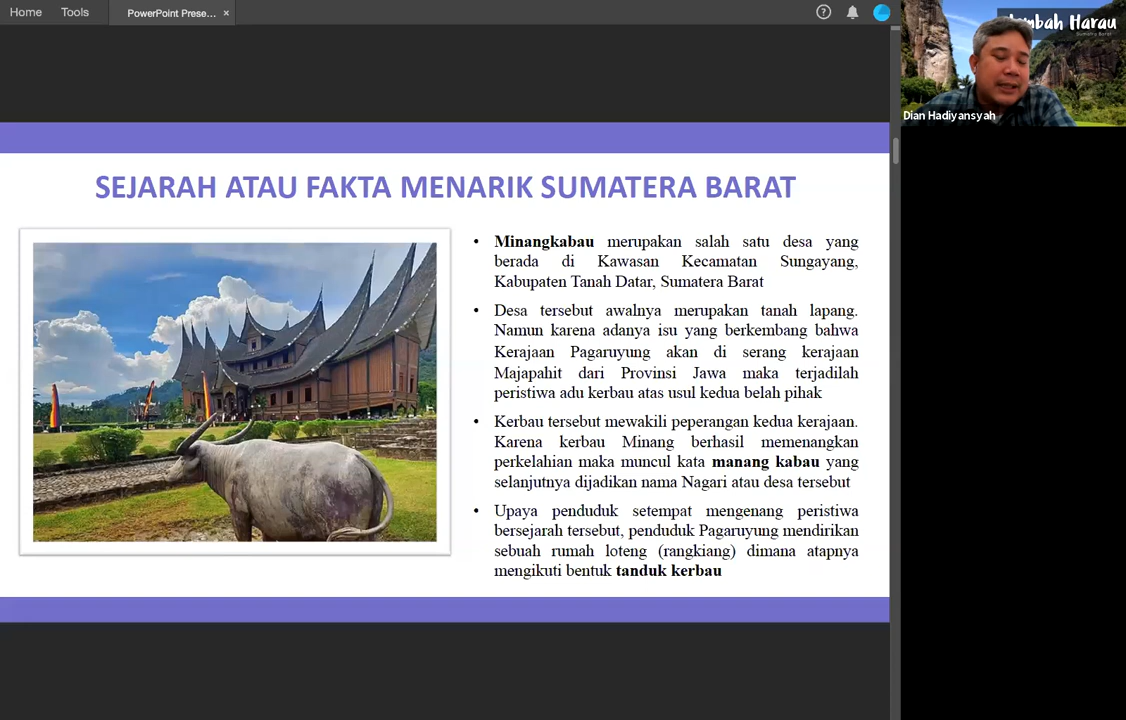 Home Tools PowerPoint Prese... ×
?
SEJARAH ATAU FAKTA MENARIK SUMATERA BARAT
• Minangkabau merupakan salah satu desa yang
berada di Kawasan Kecamatan Sungayang,
Kabupaten Tanah Datar, Sumatera Barat
• Desa tersebut awalnya merupakan tanah lapang.
Namun karena adanya isu yang berkembang bahwa
Kerajaan Pagaruyung akan di serang kerajaan
Majapahit dari Provinsi Jawa maka terjadilah
peristiwa adu kerbau atas usul kedua belah pihak
• Kerbau tersebut mewakili peperangan kedua kerajaan.
Karena kerbau Minang berhasil memenangkan
perkelahian maka muncul kata manang kabau yang
selanjutnya dijadikan nama Nagari atau desa tersebut
• Upaya penduduk setempat mengenang peristiwa
bersejarah tersebut, penduduk Pagaruyung mendirikan
sebuah rumah loteng (rangkiang) dimana atapnya
mengikuti bentuk tanduk kerbau
Harau
Sumatera Barat
Dian Hadiyansyah